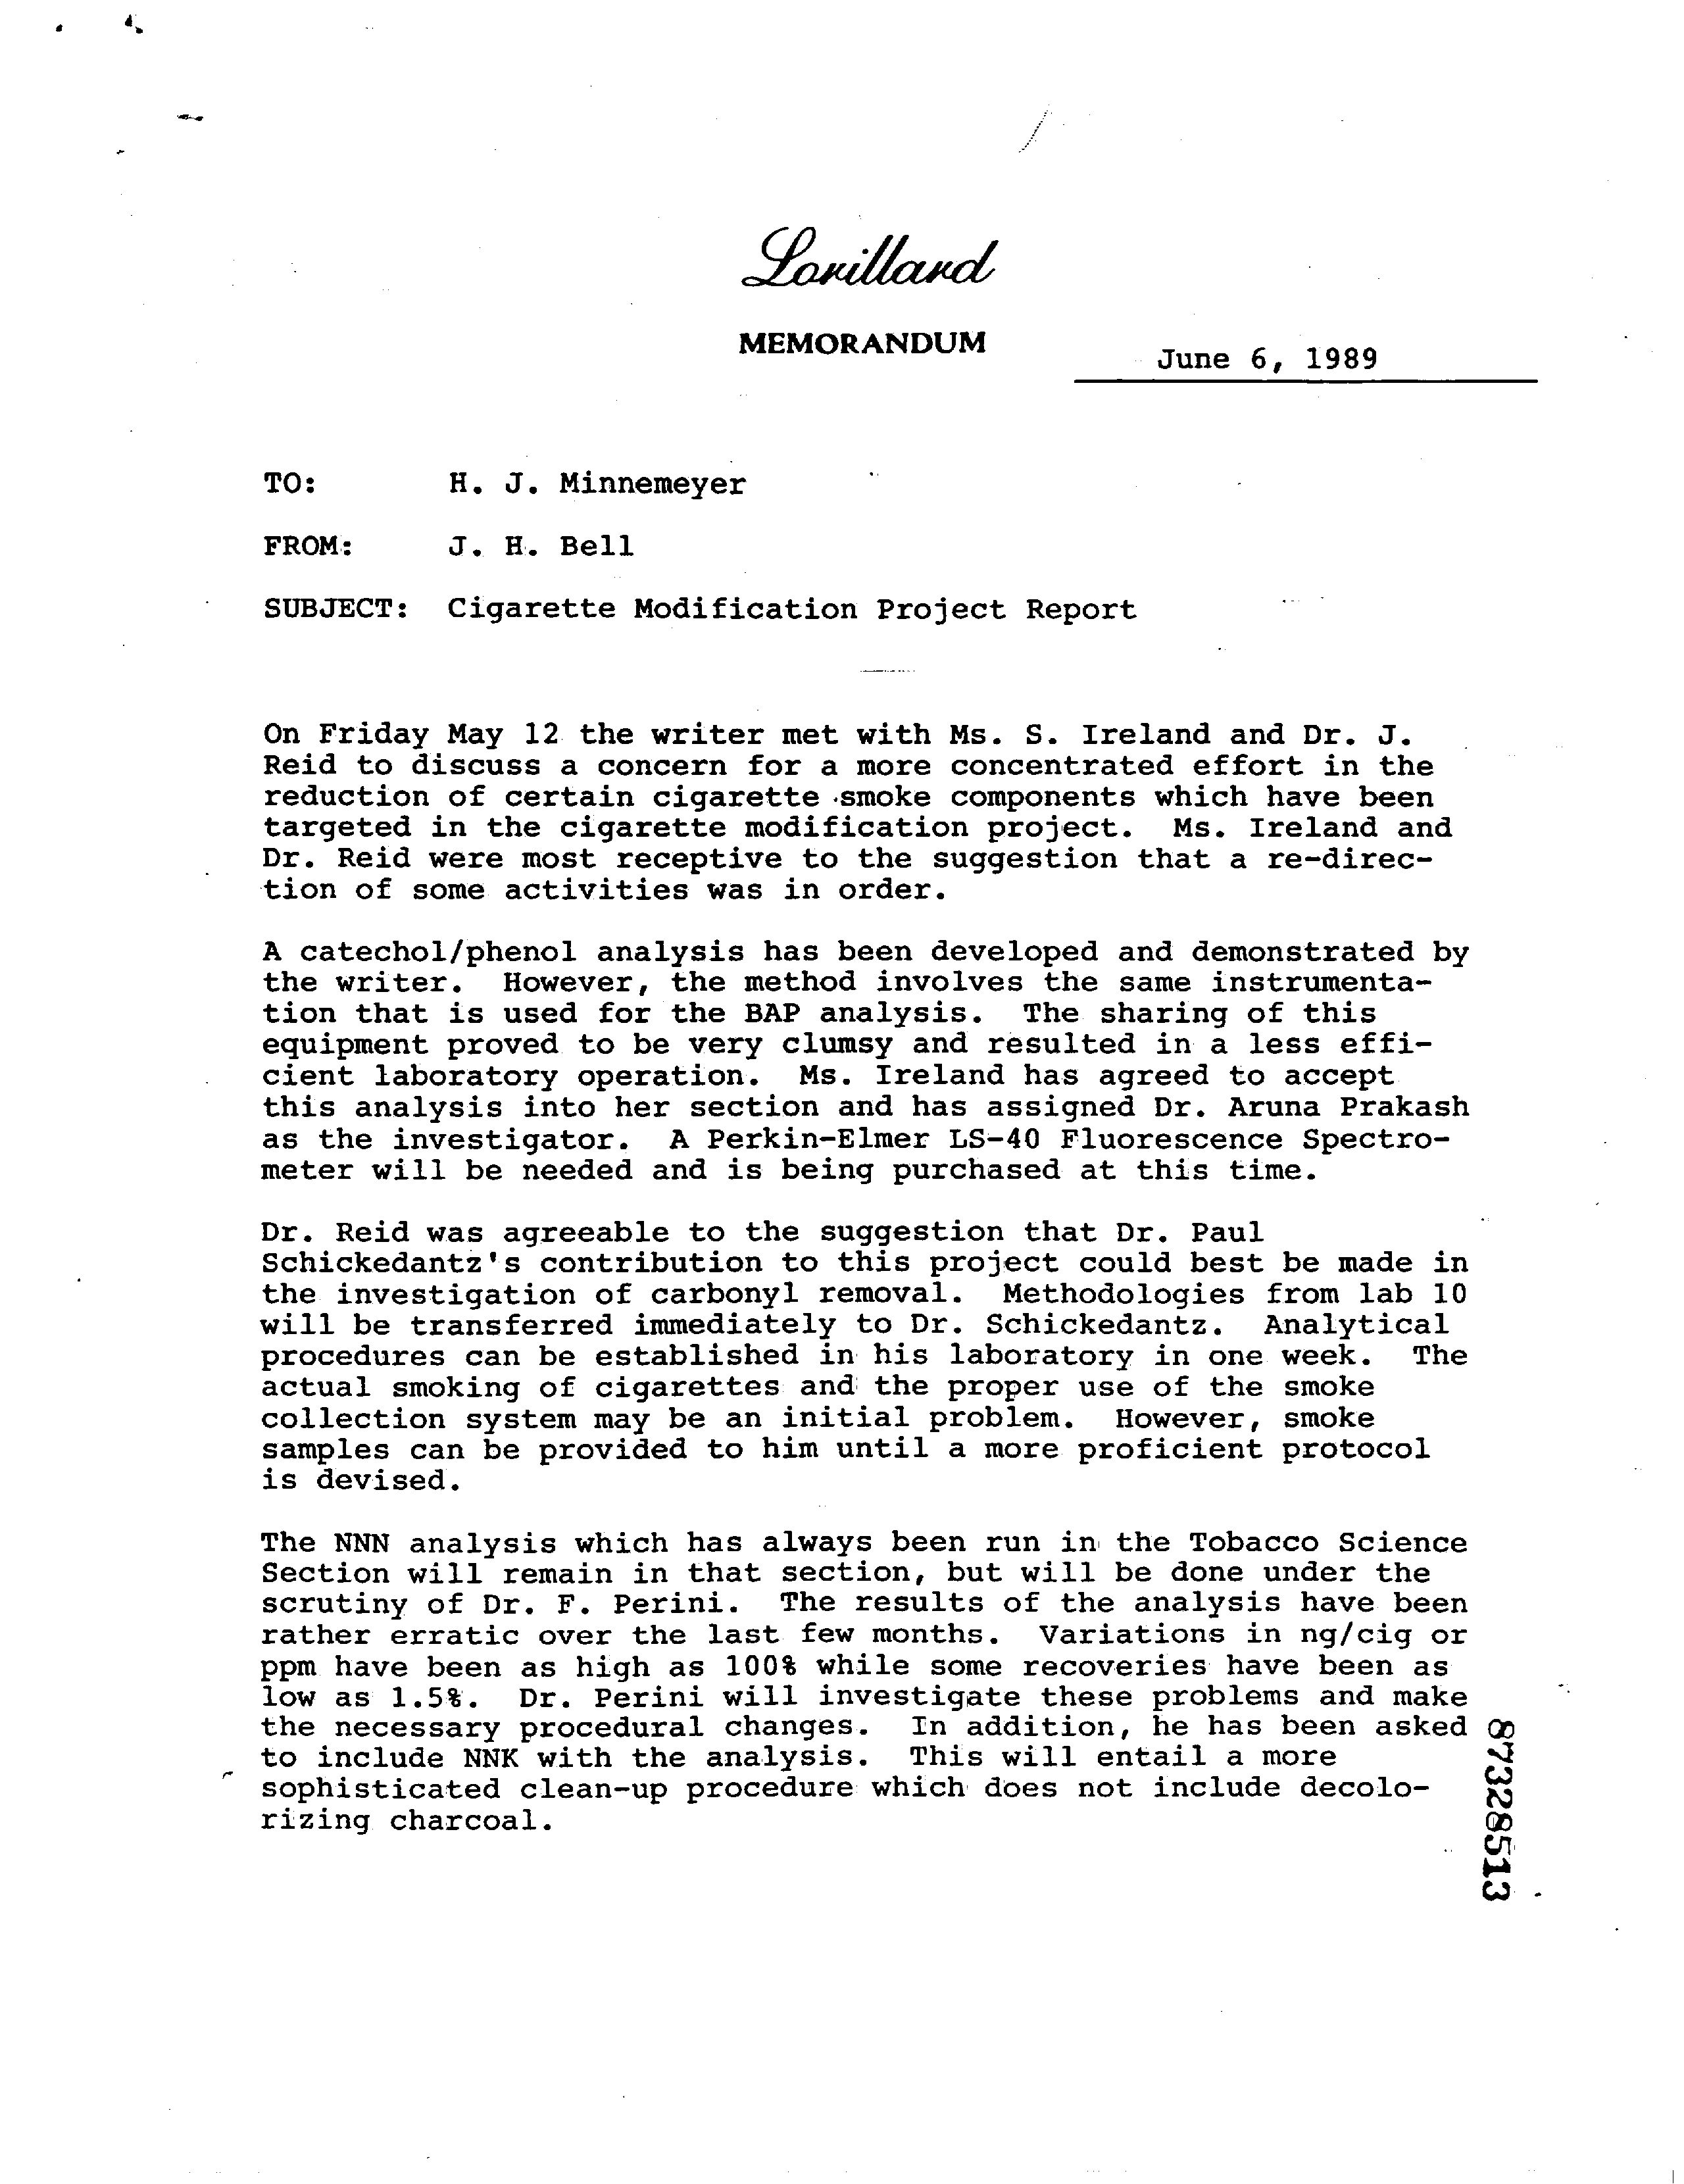 Lorillard
MEMORANDUM
June 6, 1989
TO: H. J. Minnemeyer
FROM: J. H. Bell
SUBJECT: Cigarette Modification Project Report
On Friday May 12 the writer met with Ms. S. Ireland and Dr. J.
Reid to discuss a concern for a more concentrated effort in the
reduction of certain cigarette smoke components which have been
targeted in the cigarette modification project. Ms. Ireland and
Dr. Reid were most receptive to the suggestion that a re-direc-
tion of some activities was in order.
A catechol/phenol analysis has been developed and demonstrated by
the writer. However, the method involves the same instrumenta-
tion that is used for the BAP analysis. The sharing of this
equipment proved to be very clumsy and resulted in a less effi-
cient laboratory operation. Ms. Ireland has agreed to accept
this analysis into her section and has assigned Dr. Aruna Prakash
as the investigator. A Perkin-Elmer LS-40 Fluorescence Spectro-
meter will be needed and is being purchased at this time.
Dr. Reid was agreeable to the suggestion that Dr. Paul
Schickedantz's contribution to this project could best be made in
the investigation of carbonyl removal. Methodologies from lab 10
will be transferred immediately to Dr. Schickedantz. Analytical
procedures can be established in his laboratory in one week. The
actual smoking of cigarettes and the proper use of the smoke
collection system may be an initial problem. However, smoke
samples can be provided to him until a more proficient protocol
is devised.
The NNN analysis which has always been run in the Tobacco Science
Section will remain in that section, but will be done under the
scrutiny of Dr. F. Perini. The results of the analysis have been
rather erratic over the last few months. Variations in ng/cig or
ppm have been as high as 100% while some recoveries have been as
low as 1.5%. Dr. Perini will investigate these problems and make
the necessary procedural changes. In addition, he has been asked
to include NNK with the analysis. This will entail a more
sophisticated clean-up procedure which does not include decolo-
rizing charcoal.
87328513